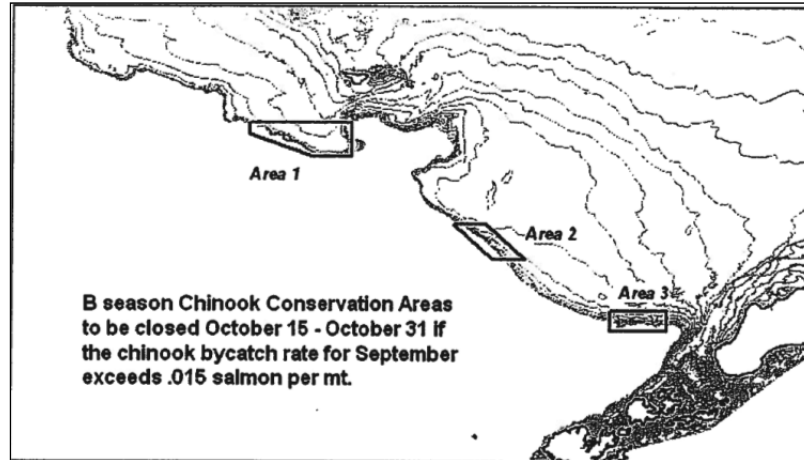 Area 1
Area 2
Area 3
B season Chinook Conservation Areas
to be closed October 15 - October 31 if
the chinook bycatch rate for September
exceeds .015 salmon per mt.